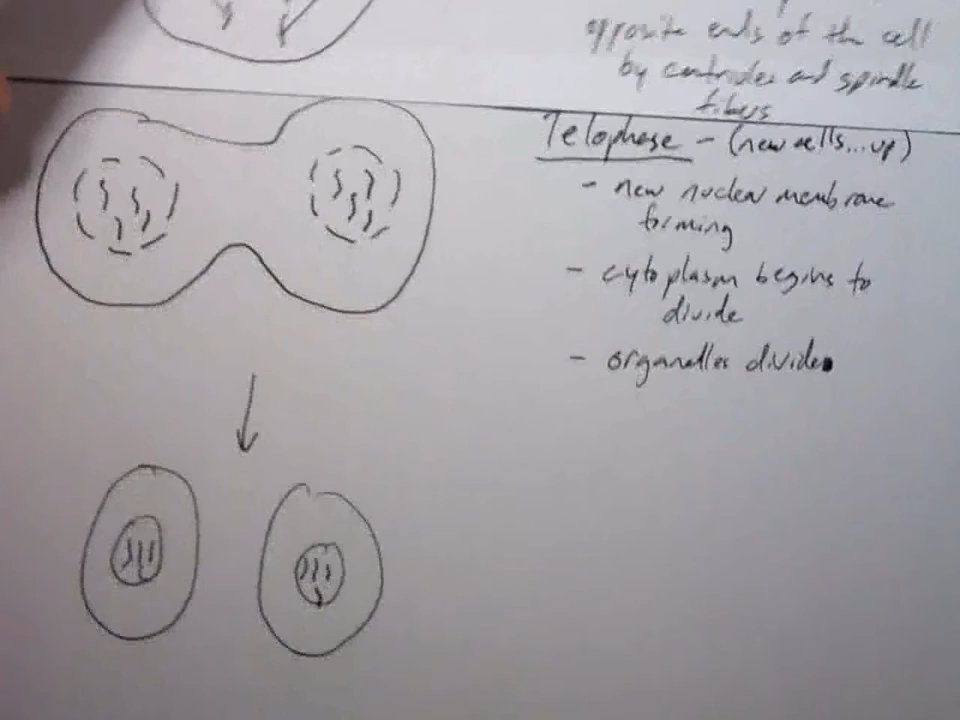 opposite ends of the cell
by centrioles and spindle
fibers
Telophase - (new cells...up)
- new nuclear membrane
forming
- cytoplasm begins to
divide
- organelles divide